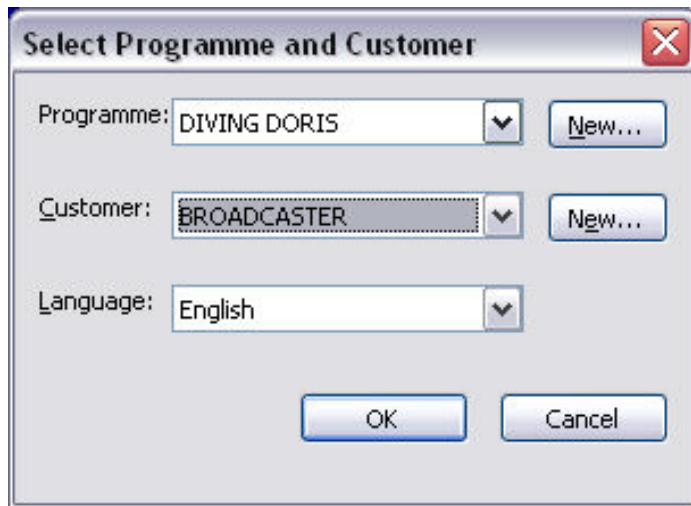 Select Programme and Customer
Programme: DIVING DORIS New...
Customer: BROADCASTER New...
Language: English
OK Cancel